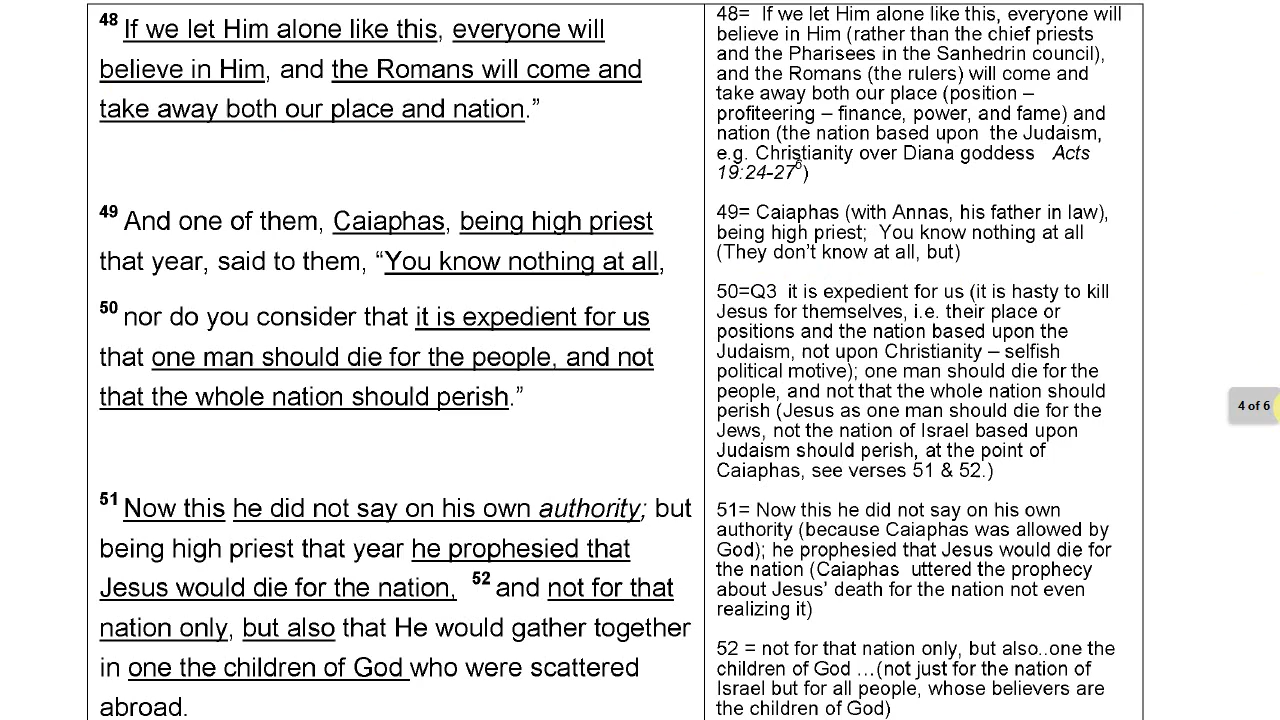 48 If we let Him alone like this, everyone will
believe in Him, and the Romans will come and
take away both our place and nation.”
49 And one of them, Caiaphas, being high priest
that year, said to them, “You know nothing at all,
50 nor do you consider that it is expedient for us
that one man should die for the people, and not
that the whole nation should perish.”
51 Now this he did not say on his own authority; but
being high priest that year he prophesied that
Jesus would die for the nation, 52 and not for that
nation only, but also that He would gather together
in one the children of God who were scattered
abroad.
48= If we let Him alone like this, everyone will
believe in Him (rather than the chief priests
and the Pharisees in the Sanhedrin council),
and the Romans (the rulers) will come and
take away both our place (position –
profiteering – finance, power, and fame) and
nation (the nation based upon the Judaism,
e.g. Christianity over Diana goddess Acts
19:24-276)
49= Caiaphas (with Annas, his father in law),
being high priest; You know nothing at all
(They don’t know at all, but)
50=Q3 it is expedient for us (it is hasty to kill
Jesus for themselves, i.e. their place or
positions and the nation based upon the
Judaism, not upon Christianity – selfish
political motive); one man should die for the
people, and not that the whole nation should
perish (Jesus as one man should die for the
Jews, not the nation of Israel based upon
Judaism should perish, at the point of
Caiaphas, see verses 51 & 52.)
51= Now this he did not say on his own
authority (because Caiaphas was allowed by
God); he prophesied that Jesus would die for
the nation (Caiaphas uttered the prophecy
about Jesus’ death for the nation not even
realizing it)
52 = not for that nation only, but also..one the
children of God …(not just for the nation of
Israel but for all people, whose believers are
the children of God)
4 of 6